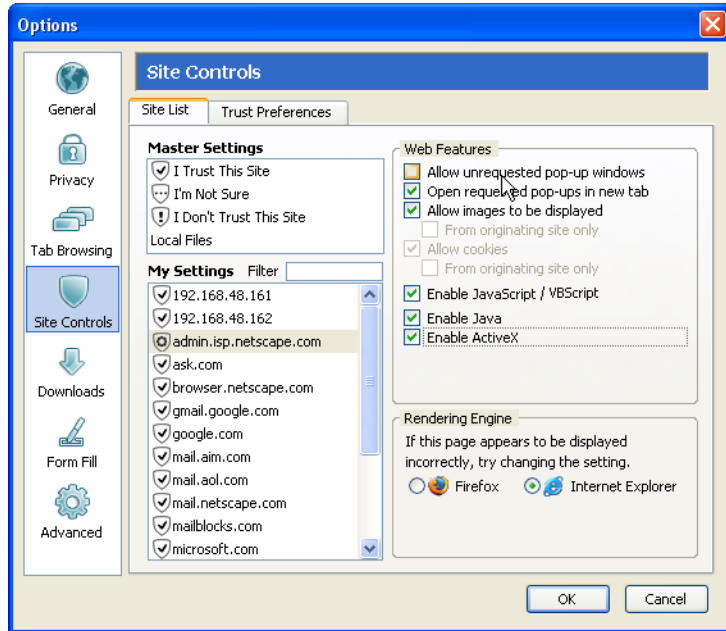 Options
General
Privacy
Tab Browsing
Site Controls
Downloads
Form Fill
Advanced
Site Controls
Site List
Trust Preferences
Master Settings
I Trust This Site
I'm Not Sure
I Don't Trust This Site
Local Files
My Settings Filter
192.168.48.161
192.168.48.162
admin.isp.netscape.com
ask.com
browser.netscape.com
gmail.google.com
google.com
mail.aim.com
mail.aol.com
mail.netscape.com
mailblocks.com
microsoft.com
Web Features
Allow unrequested pop-up windows
Open requested pop-ups in new tab
Allow images to be displayed
From originating site only
Allow cookies
From originating site only
Enable JavaScript / VBScript
Enable Java
Enable ActiveX
Rendering Engine
If this page appears to be displayed
incorrectly, try changing the setting.
Firefox Internet Explorer
OK Cancel